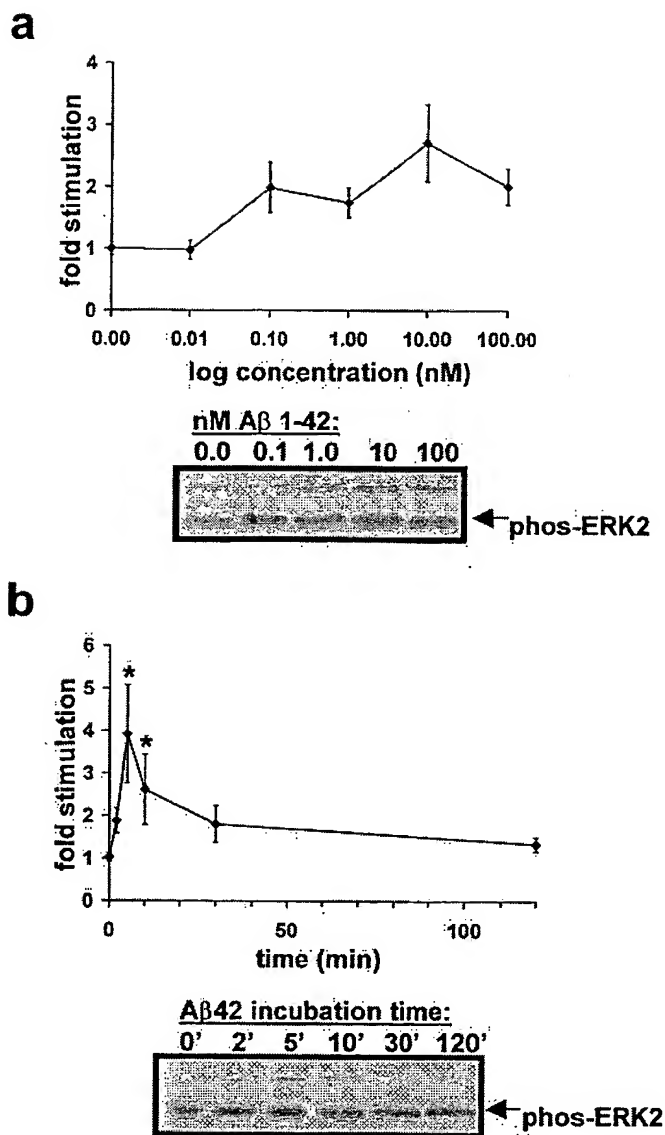 a
fold stimulation
4
3
2
1
0
0.00 0.01 0.10 1.00 10.00 100.00
log concentration (nM)
nM Aβ 1-42:
0.0 0.1 1.0 10 100
phos-ERK2
b
fold stimulation
6
5
4
3
2
1
0
*
*
0 50 100
time (min)
Aβ42 incubation time:
0' 2' 5' 10' 30' 120'
phos-ERK2